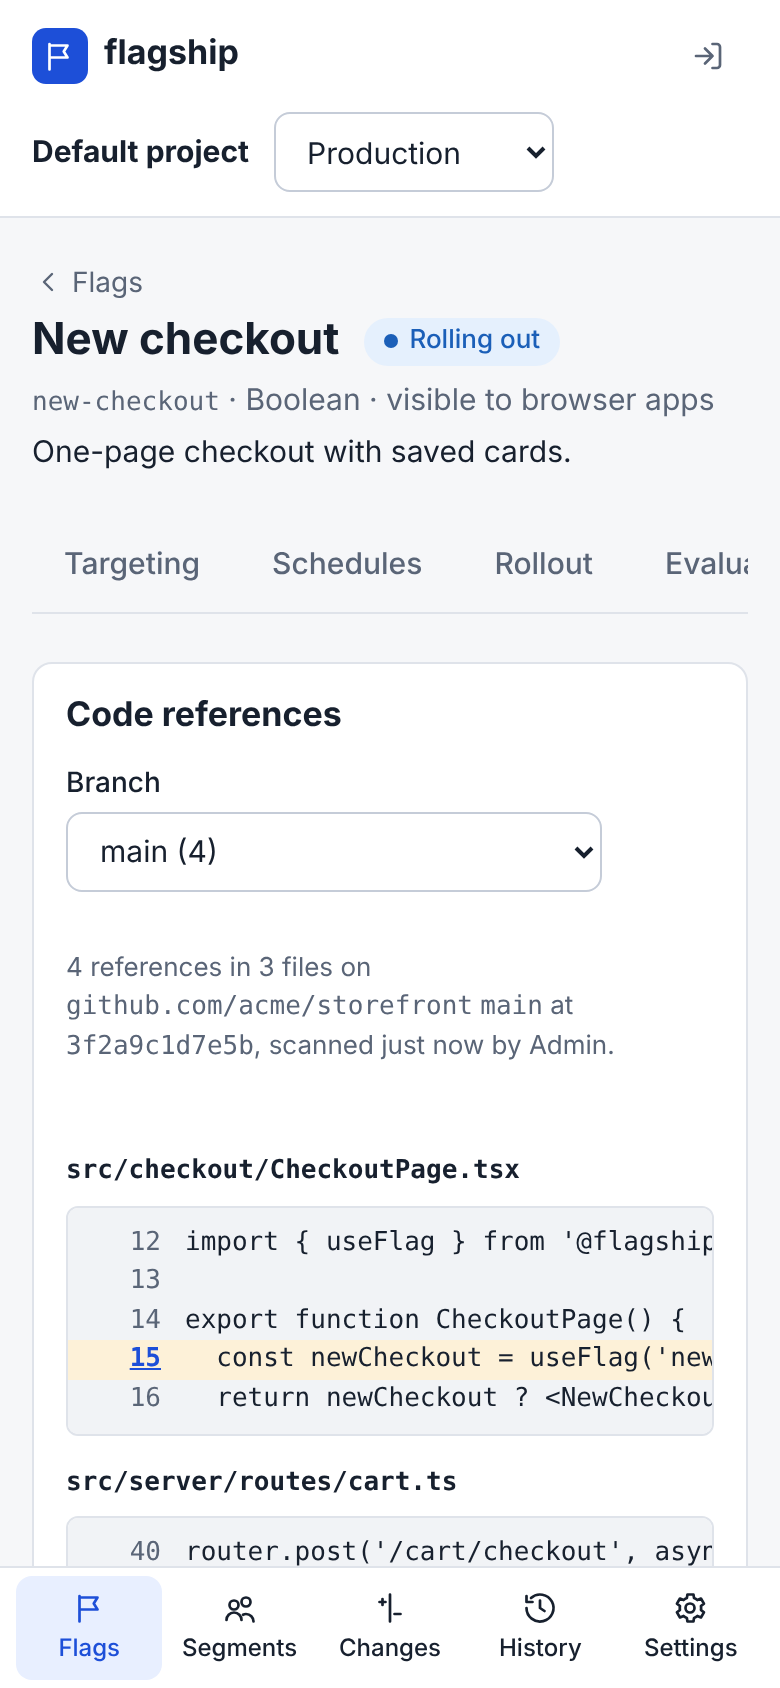 flagship
Default project
Production
Flags
New checkout
Rolling out
new-checkout · Boolean · visible to browser apps
One-page checkout with saved cards.
Targeting Schedules Rollout Evalua
Code references
Branch
main (4)
4 references in 3 files on
github.com/acme/storefront main at
3f2a9c1d7e5b, scanned just now by Admin.
src/checkout/CheckoutPage.tsx
12 import { useFlag } from '@flagship
13
14 export function CheckoutPage() {
15 const newCheckout = useFlag('new
16 return newCheckout ? <NewCheckou
src/server/routes/cart.ts
40 router.post('/cart/checkout', asyn
Flags Segments Changes History Settings